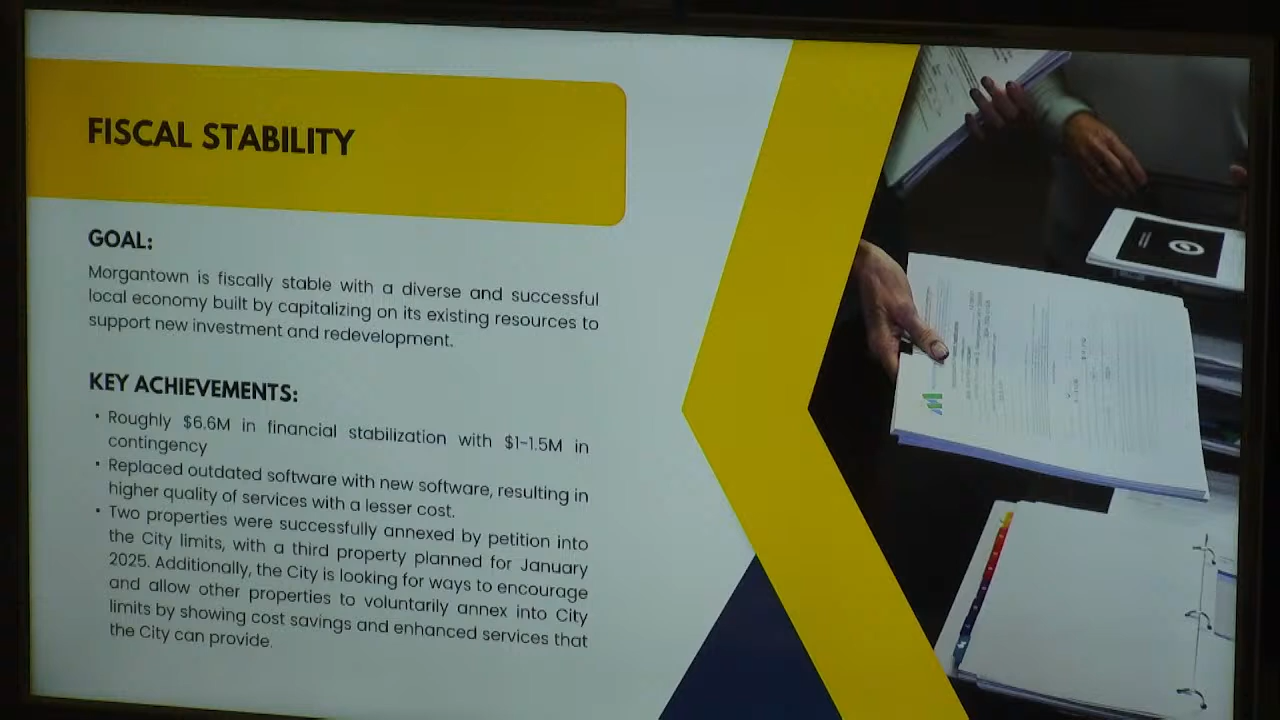 FISCAL STABILITY
GOAL:
Morgantown is fiscally stable with a diverse and successful
local economy built by capitalizing on its existing resources to
support new investment and redevelopment.
KEY ACHIEVEMENTS:
• Roughly $6.6M in financial stabilization with $1-1.5M in
contingency
• Replaced outdated software with new software, resulting in
higher quality of services with a lesser cost.
• Two properties were successfully annexed by petition into
the City limits, with a third property planned for January
2025. Additionally, the City is looking for ways to encourage
and allow other properties to voluntarily annex into City
limits by showing cost savings and enhanced services that
the City can provide.